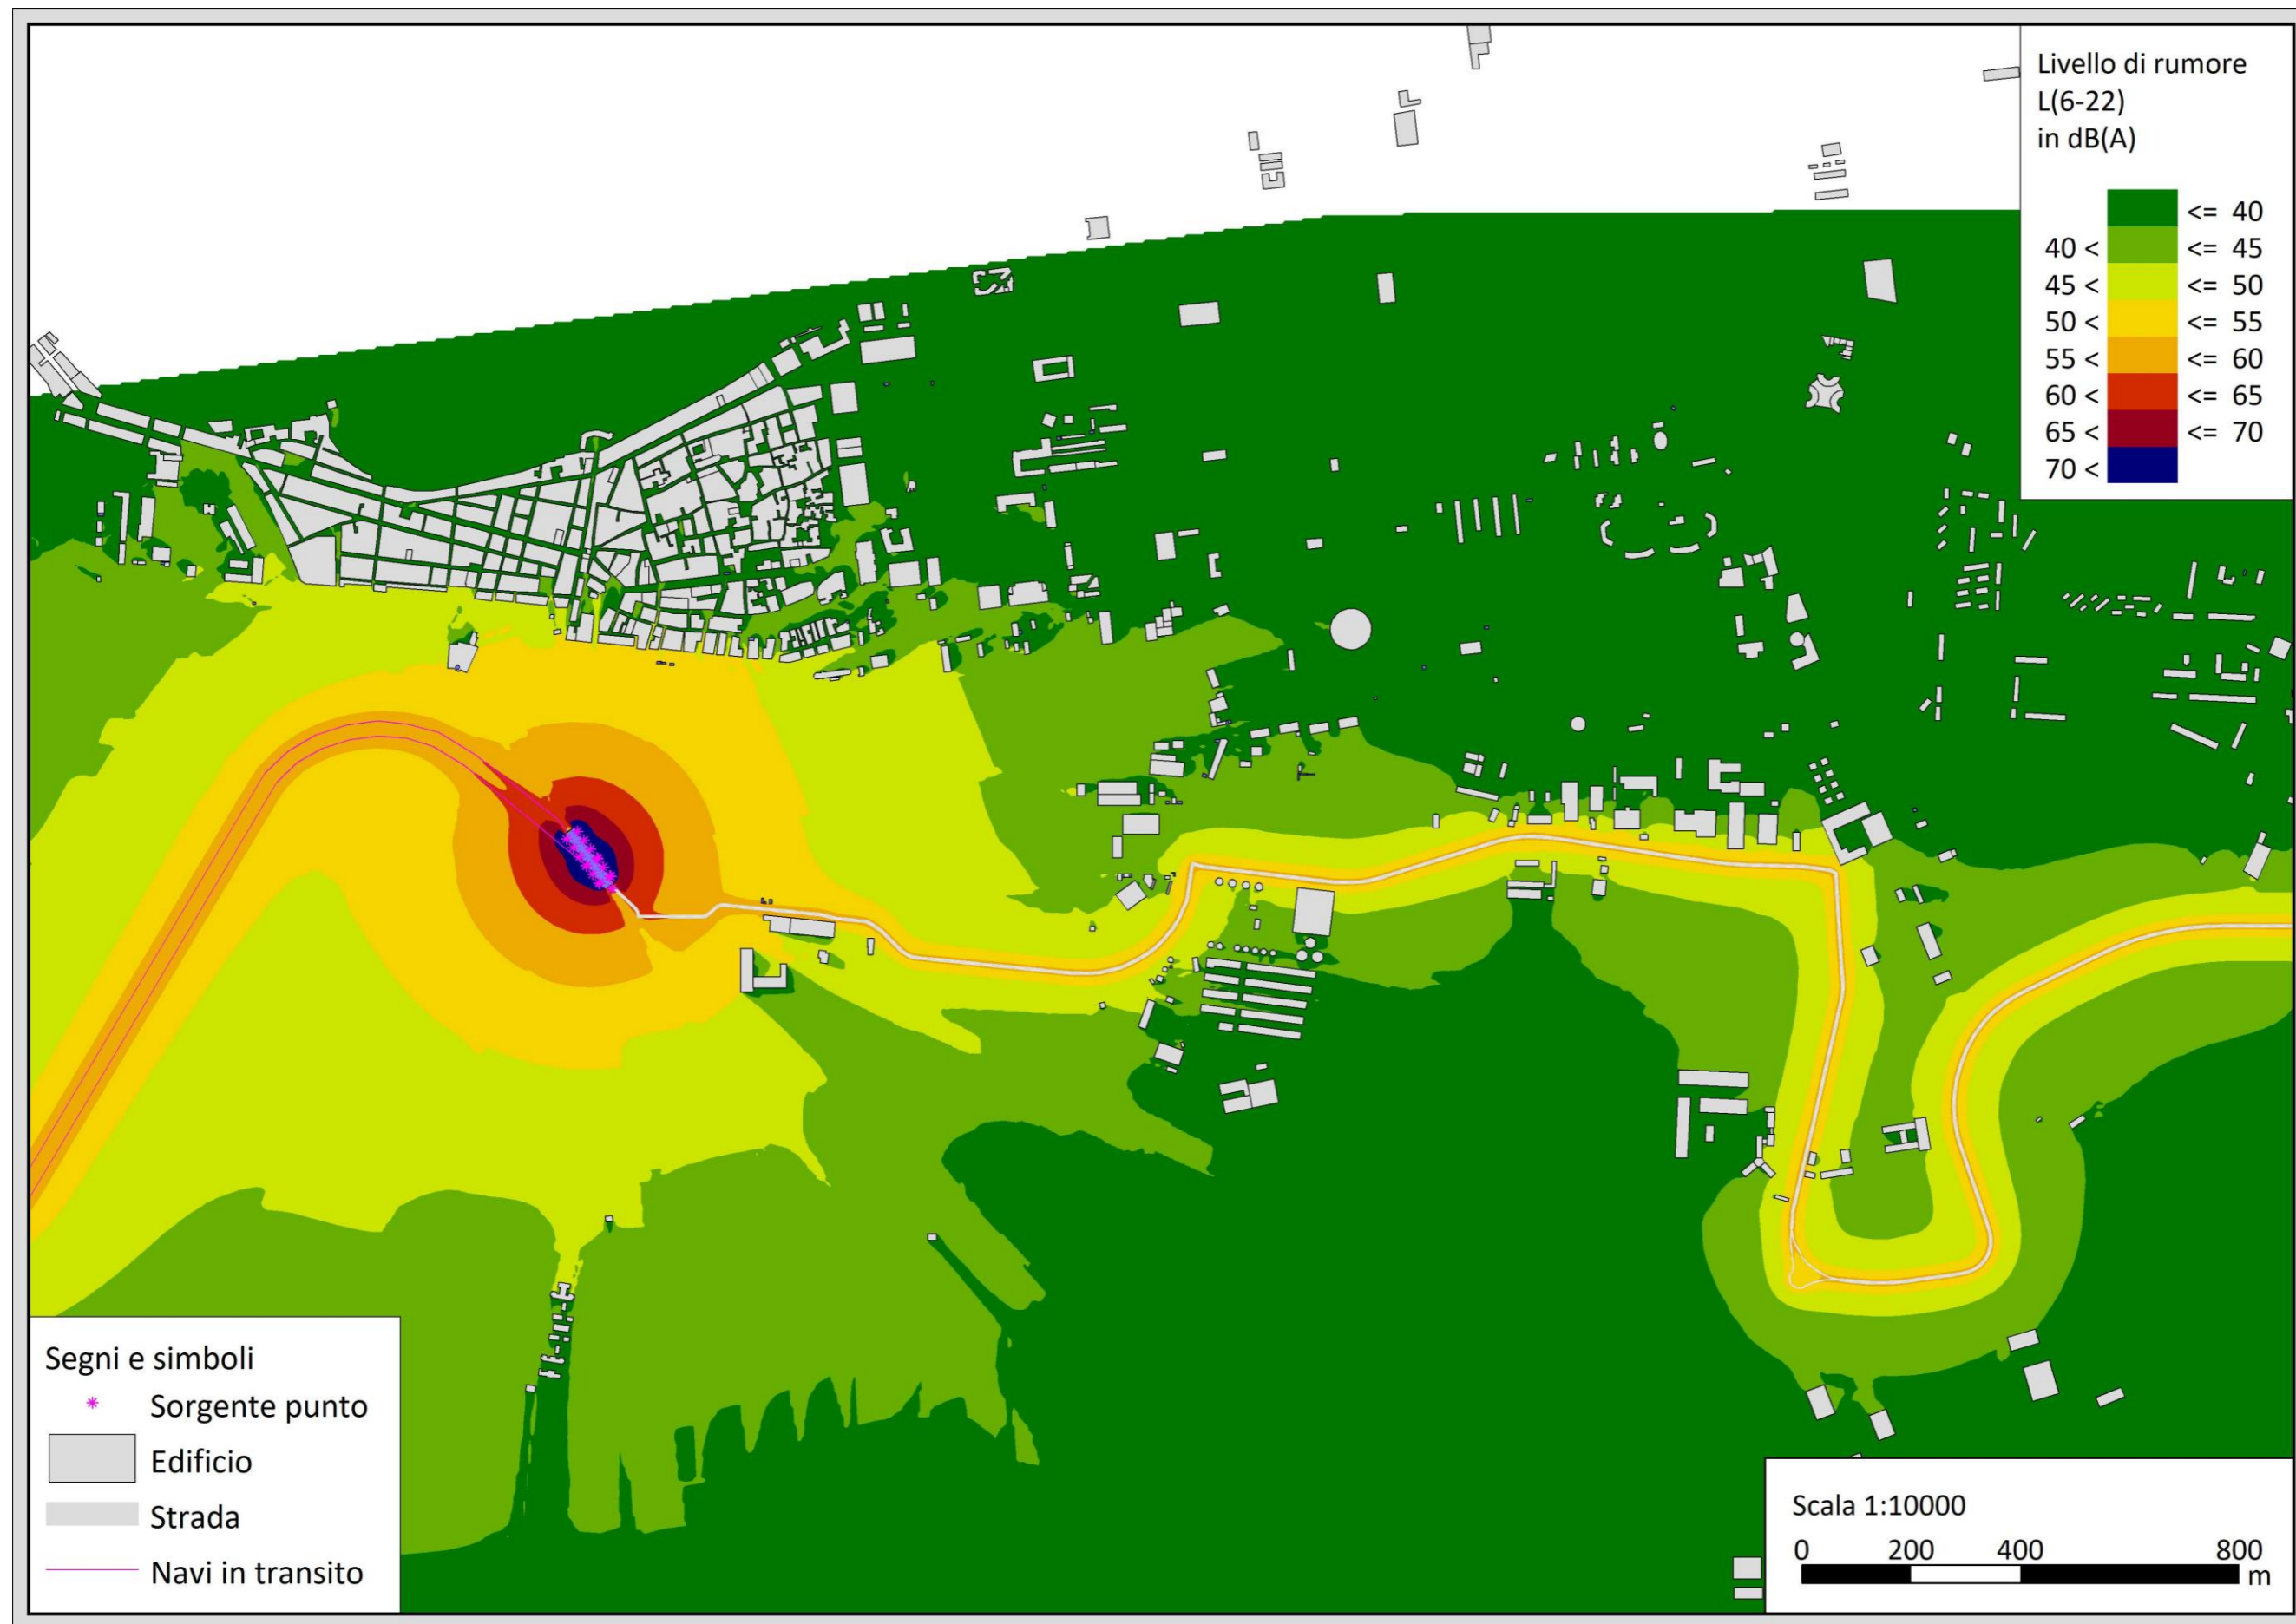 Livello di rumore
L(6-22)
in dB(A)
<= 40
40 < <= 45
45 < <= 50
50 < <= 55
55 < <= 60
60 < <= 65
65 < <= 70
70 <
Segni e simboli
Sorgente punto
Edificio
Strada
Navi in transito
Scala 1:10000
0 200 400 800
m